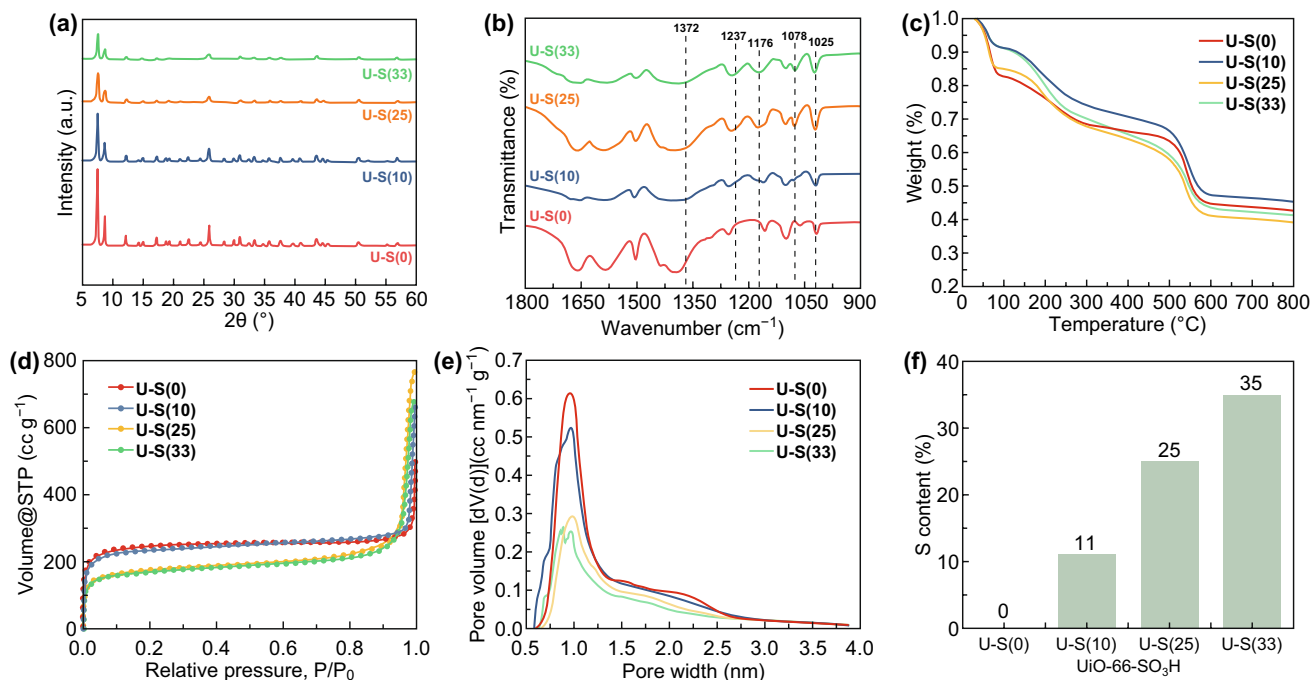 (a)
Intensity (a.u.)
U-S(33)
U-S(25)
U-S(10)
U-S(0)
5 10 15 20 25 30 35 40 45 50 55 60
2θ (°)
(b)
Transmittance (%)
1372 1237 1176 1078 1025
U-S(33)
U-S(25)
U-S(10)
U-S(0)
1800 1650 1500 1350 1200 1050 900
Wavenumber (cm⁻¹)
(c)
Weight (%)
1.0
0.9
0.8
0.7
0.6
0.5
0.4
0.3
0.2
U-S(0)
U-S(10)
U-S(25)
U-S(33)
0 100 200 300 400 500 600 700 800
Temperature (°C)
(d)
Volume@STP (cc g⁻¹)
800
600
400
200
0
U-S(0)
U-S(10)
U-S(25)
U-S(33)
0.0 0.2 0.4 0.6 0.8 1.0
Relative pressure, P/P₀
(e)
Pore volume [dV(d)](cc nm⁻¹ g⁻¹)
0.7
0.6
0.5
0.4
0.3
0.2
0.1
0
U-S(0)
U-S(10)
U-S(25)
U-S(33)
0.5 1.0 1.5 2.0 2.5 3.0 3.5 4.0
Pore width (nm)
(f)
S content (%)
40
30
20
10
0
0
11
25
35
U-S(0) U-S(10) U-S(25) U-S(33)
UiO-66-SO₃H